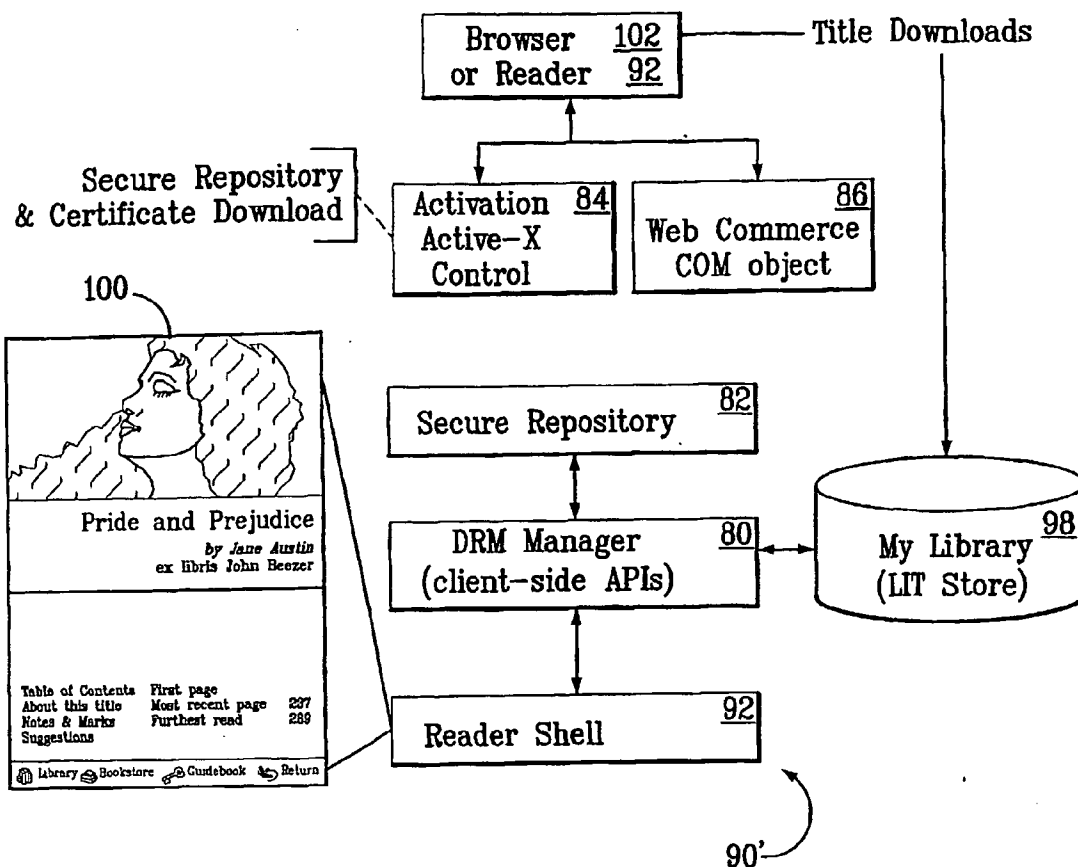 Browser 102
or Reader 92
Title Downloads
Secure Repository
& Certificate Download
Activation 84
Active-X
Control
86
Web Commerce
COM object
100
Secure Repository 82
DRM Manager 80
(client-side APIs)
My Library 98
(LIT Store)
Reader Shell 92
90'
Pride and Prejudice
by Jane Austin
ex libris John Beezer
Table of Contents First page
About this title Most recent page 237
Notes & Marks Furthest read 289
Suggestions
Library Bookstore Guidebook Return